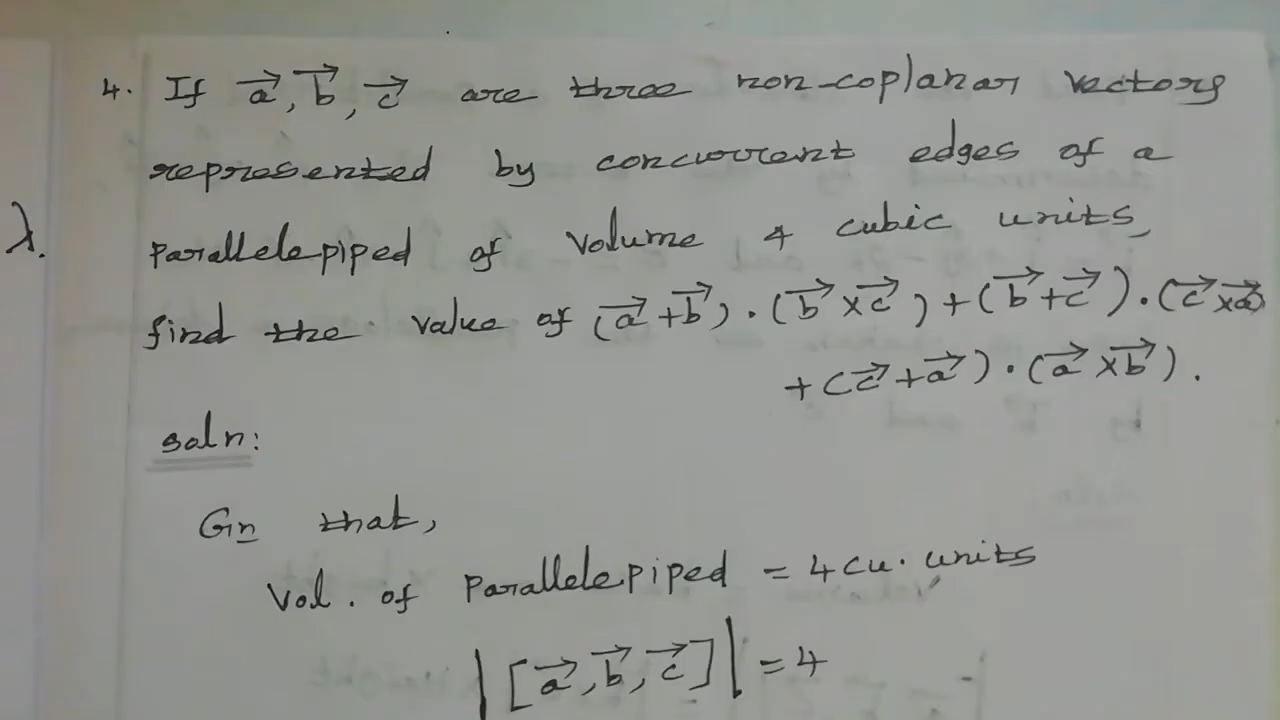 4. If →a, →b, →c are three non-coplanar vectors
represented by concurrent edges of a
λ.
Parallelepiped of volume 4 cubic units,
find the value of (→a + →b) · (→b × →c) + (→b + →c) · (→c × →a)
+ (→c + →a) · (→a × →b).
soln:
Gn that,
Vol. of Parallelepiped = 4 cu. units
|[→a, →b, →c]| = 4